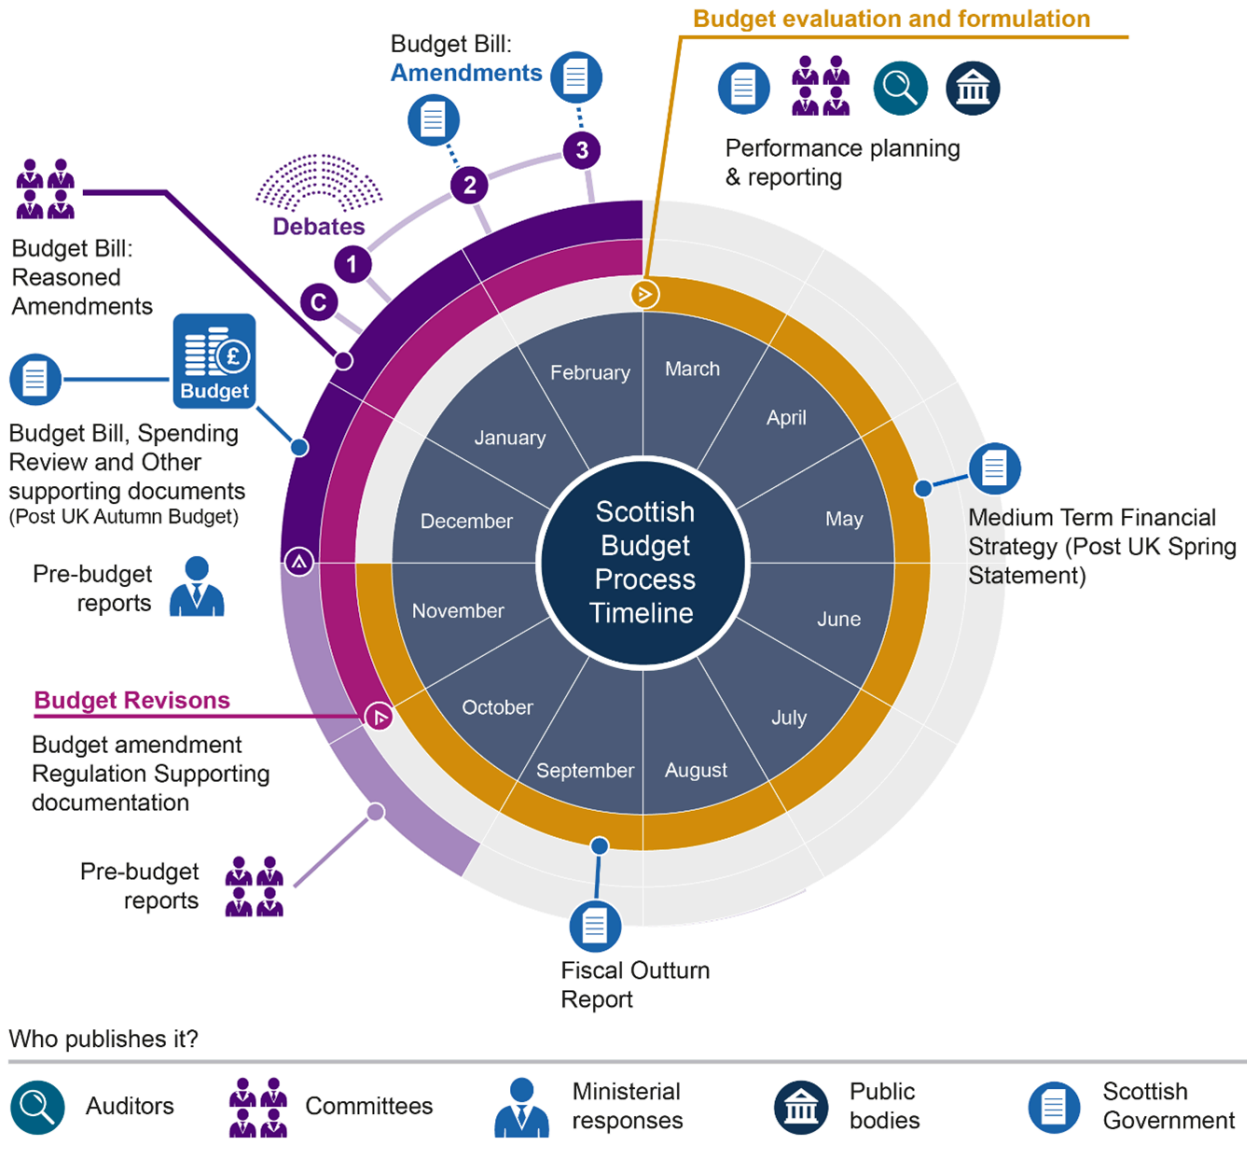 Budget evaluation and formulation
Performance planning
& reporting
Budget Bill:
Amendments
3
2
Debates
1
C
Budget Bill:
Reasoned
Amendments
£
Budget
Budget Bill, Spending
Review and Other
supporting documents
(Post UK Autumn Budget)
Pre-budget
reports
Budget Revisons
Budget amendment
Regulation Supporting
documentation
Pre-budget
reports
Fiscal Outturn
Report
Medium Term Financial
Strategy (Post UK Spring
Statement)
March
April
May
June
July
August
September
October
November
December
January
February
Scottish
Budget
Process
Timeline
Who publishes it?
Auditors
Committees
Ministerial
responses
Public
bodies
Scottish
Government